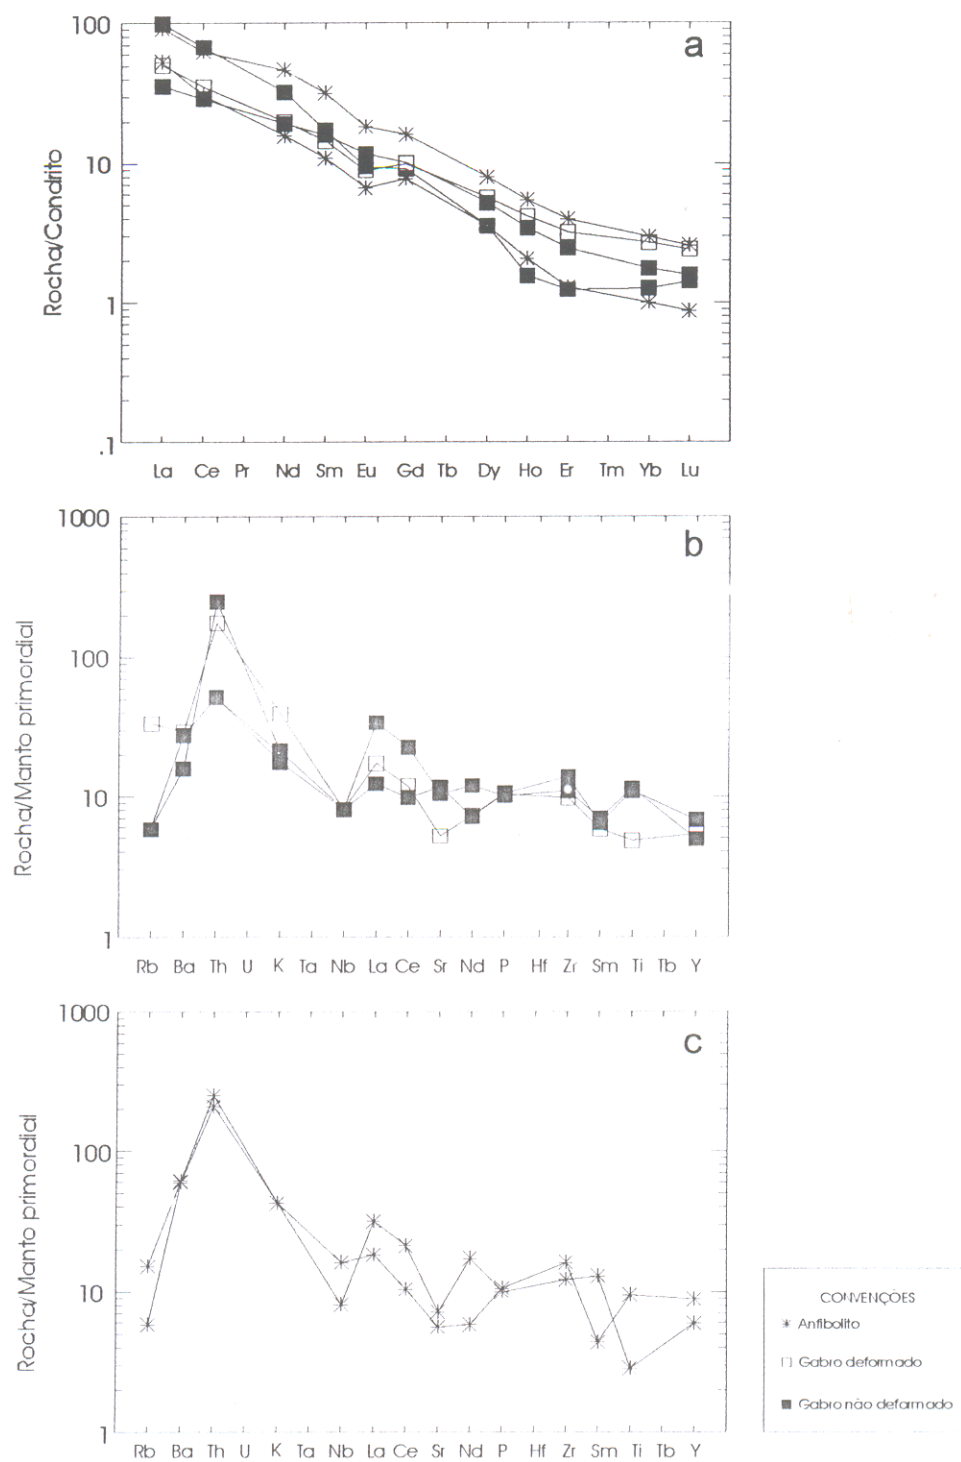 a
Rocha/Condrito
100
10
1
.1
La Ce Pr Nd Sm Eu Gd Tb Dy Ho Er Tm Yb Lu
b
Rocha/Manto primordial
1000
100
10
1
Rb Ba Th U K Ta Nb La Ce Sr Nd P Hf Zr Sm Ti Tb Y
c
Rocha/Manto primordial
1000
100
10
1
Rb Ba Th U K Ta Nb La Ce Sr Nd P Hf Zr Sm Ti Tb Y
CONVENÇÕES
Anfibolito
Gabro deformado
Gabro não deformado